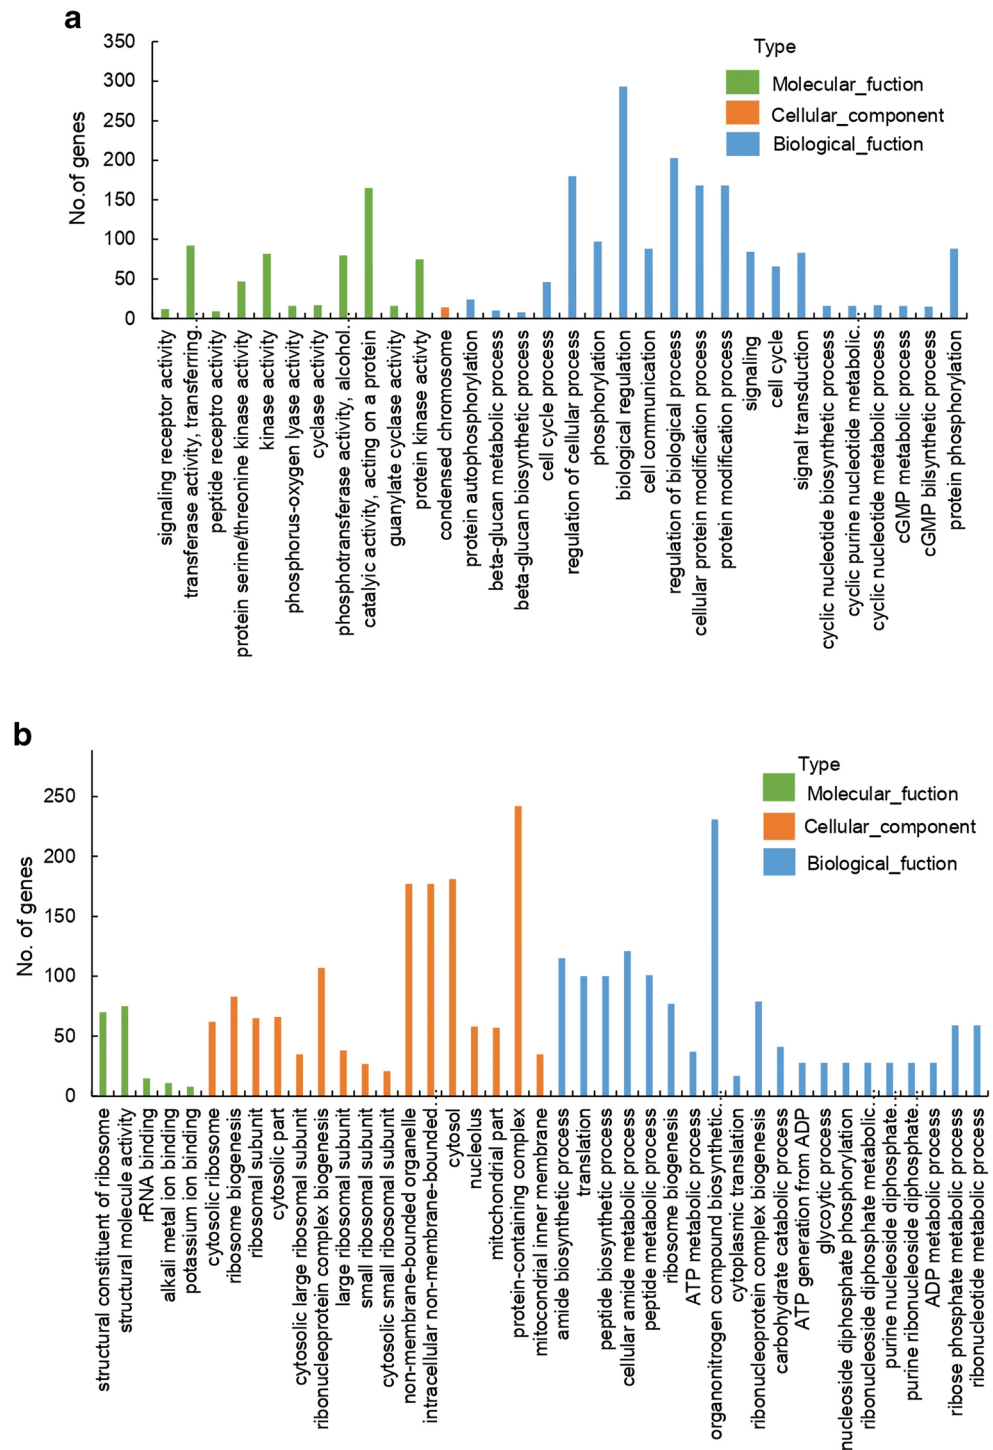 a
350
300
250
200
150
100
50
0
No.of genes
Type
Molecular_fuction
Cellular_component
Biological_fuction
signaling receptor activity
transferase activity, transferring..
peptide receptro activity
protein serine/threonine kinase activity
kinase activity
phosphorus-oxygen lyase activity
cyclase activity
phosphotransferase activity, alcohol..
catalyic activity, acting on a protein
guanylate cyclase activity
protein kinase activty
condensed chromosome
protein autophosphorylation
beta-glucan metabolic process
beta-glucan biosynthetic process
cell cycle process
regulation of cellular process
phosphorylation
biological regulation
cell communication
regulation of biological process
cellular protein modification process
protein modification process
signaling
cell cycle
signal transduction
cyclic nucleotide biosynthetic process
cyclic purine nucleotide metabolic...
cyclic nucleotide metabolic process
cGMP metabolic process
cGMP bilsynthetic process
protein phosphorylation
b
250
200
150
100
50
0
No. of genes
Type
Molecular_fuction
Cellular_component
Biological_fuction
structural constituent of ribosome
structural molecule activity
rRNA binding
alkali metal ion binding
potassium ion binding
cytosolic ribosome
ribosome biogenesis
ribosomal subunit
cytosolic part
cytosolic large ribosomal subunit
ribonucleoprotein complex biogenesis
large ribosomal subunit
small ribosomal subunit
cytosolic small ribosomal subunit
non-membrane-bounded organelle
intracellular non-membrane-bounded..
cytosol
nucleolus
mitochondrial part
protein-containing complex
mitocondrial inner membrane
amide biosynthetic process
translation
peptide biosynthetic process
cellular amide metabolic process
peptide metabolic process
ribosome biogenesis
ATP metabolic process
organonitrogen compound biosynthetic...
cytoplasmic translation
ribonucleoprotein complex biogenesis
carbohydrate catabolic process
ATP generation from ADP
glycolytic process
nucleoside diphosphate phosphorylation
ribonucleoside diphosphate metabolic...
purine nucleoside diphosphate...
purine ribonucleoside diphosphate...
ADP metabolic process
ribose phosphate metabolic process
ribonucleotide metabolic process